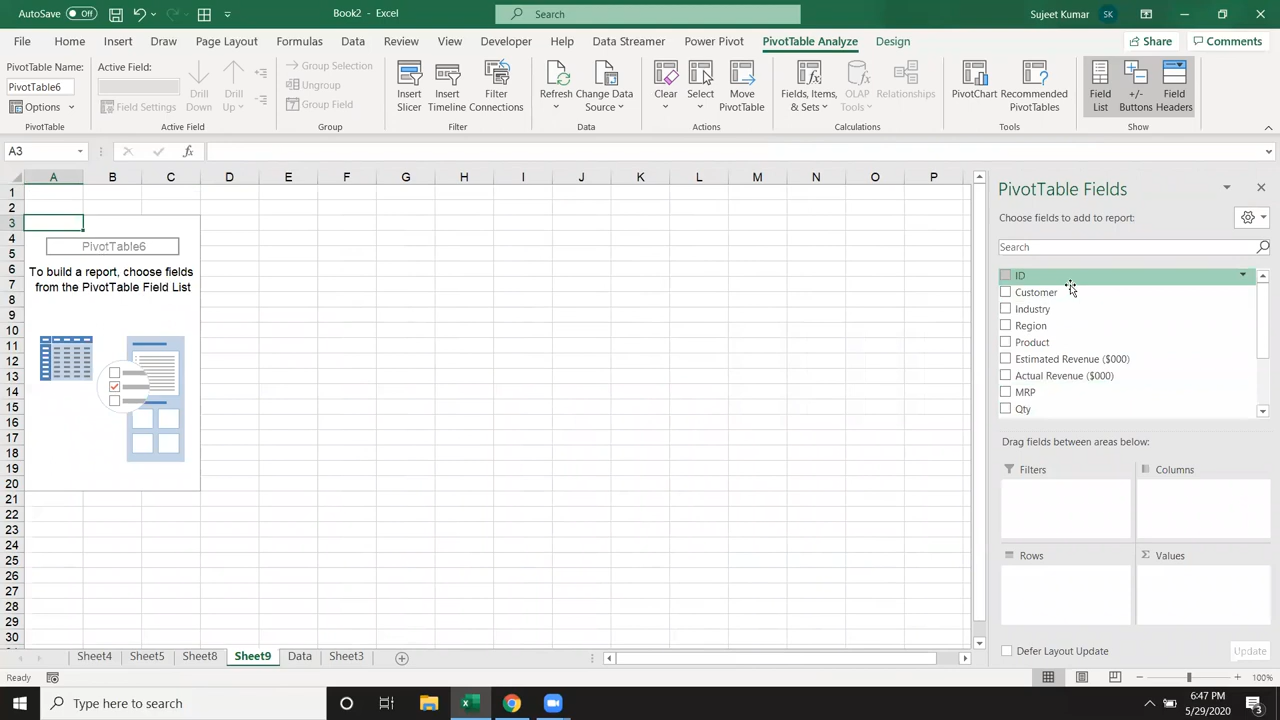 AutoSave Off Book2 - Excel Search Sujeet Kumar SK
File Home Insert Draw Page Layout Formulas Data Review View Developer Help Data Streamer Power Pivot PivotTable Analyze Design Share Comments
PivotTable Name:
PivotTable6
Options
PivotTable
Active Field:
Field Settings
Drill Down
Drill Up
Active Field
Group Selection
Ungroup
Group Field
Group
Insert Slicer
Insert Timeline
Filter Connections
Filter
Refresh
Change Data Source
Data
Clear
Select
Move PivotTable
Actions
Fields, Items, & Sets
OLAP Tools
Relationships
Calculations
PivotChart
Recommended PivotTables
Tools
Field List
+/- Buttons
Field Headers
Show
A3 fx
A B C D E F G H I J K L M N O P
1
2
3
4
5
6
7
8
9
10
11
12
13
14
15
16
17
18
19
20
21
22
23
24
25
26
27
28
29
30
PivotTable6
To build a report, choose fields
from the PivotTable Field List
PivotTable Fields
Choose fields to add to report:
Search
ID
Customer
Industry
Region
Product
Estimated Revenue ($000)
Actual Revenue ($000)
MRP
Qty
Drag fields between areas below:
Filters Columns
Rows Σ Values
Defer Layout Update Update
Sheet4 Sheet5 Sheet8 Sheet9 Data Sheet3
Ready 100%
Type here to search
6:47 PM
5/29/2020
3